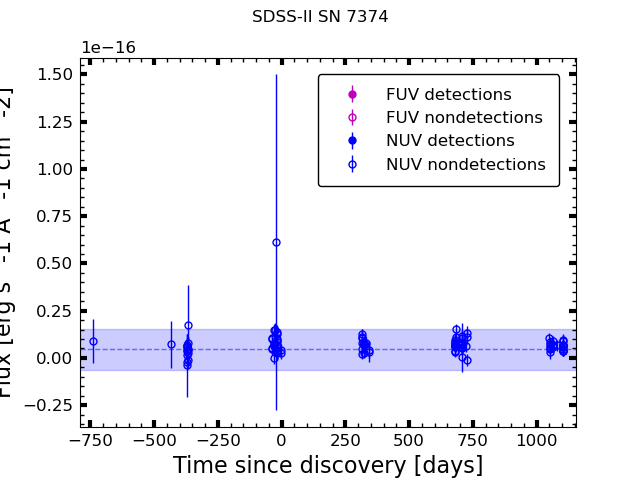 SDSS-II SN 7374
1e−16
Flux [erg s -1 A -1 cm -2]
1.50
1.25
1.00
0.75
0.50
0.25
0.00
−0.25
FUV detections
FUV nondetections
NUV detections
NUV nondetections
−750 −500 −250 0 250 500 750 1000
Time since discovery [days]